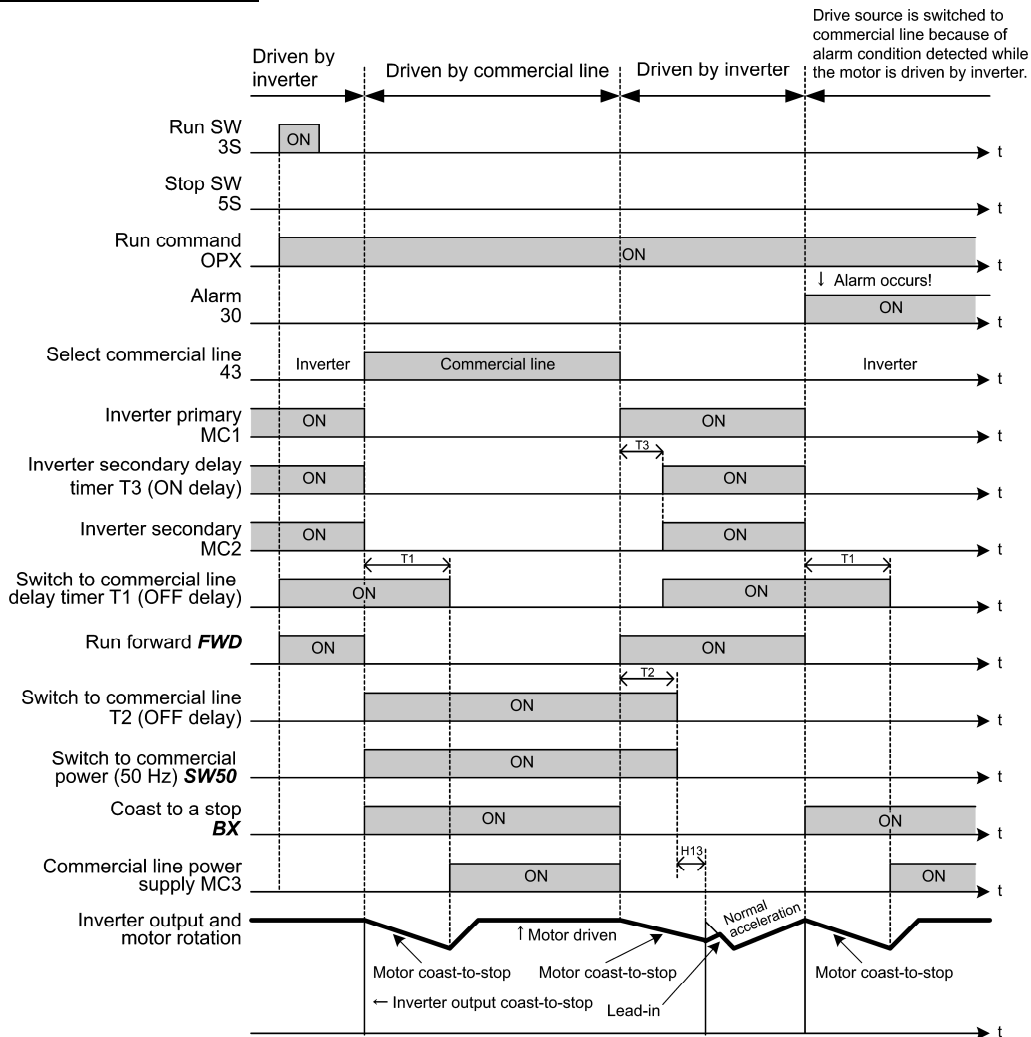 Driven by
inverter
Driven by commercial line
Driven by inverter
Drive source is switched to
commercial line because of
alarm condition detected while
the motor is driven by inverter.
Run SW
3S
ON
t
Stop SW
5S
t
Run command
OPX
ON
t
Alarm
30
↓ Alarm occurs!
ON
t
Select commercial line
43
Inverter
Commercial line
Inverter
t
Inverter primary
MC1
ON
ON
t
T3
Inverter secondary delay
timer T3 (ON delay)
ON
ON
t
Inverter secondary
MC2
ON
ON
t
T1
T1
Switch to commercial line
delay timer T1 (OFF delay)
ON
ON
t
Run forward FWD
ON
ON
t
T2
Switch to commercial line
T2 (OFF delay)
ON
t
Switch to commercial
power (50 Hz) SW50
ON
t
Coast to a stop
BX
ON
ON
t
H13
Commercial line power
supply MC3
ON
ON
t
Inverter output and
motor rotation
↑ Motor driven
Normal
acceleration
Motor coast-to-stop
Motor coast-to-stop
Motor coast-to-stop
← Inverter output coast-to-stop
Lead-in
t